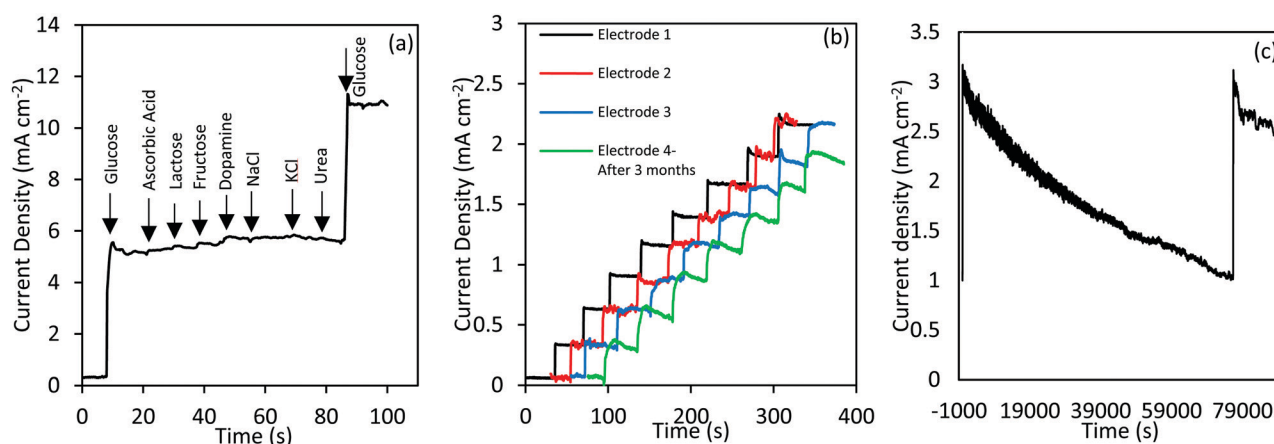 (a)
Current Density (mA cm⁻²)
14
12
10
8
6
4
2
0
Glucose
Ascorbic Acid
Lactose
Fructose
Dopamine
NaCl
KCl
Urea
Glucose
0 20 40 60 80 100
Time (s)
(b)
Current Density (mA cm⁻²)
3
2.5
2
1.5
1
0.5
0
Electrode 1
Electrode 2
Electrode 3
Electrode 4-
After 3 months
0 100 200 300 400
Time (s)
(c)
Current density (mA cm⁻²)
3.5
3
2.5
2
1.5
1
0.5
0
-1000 19000 39000 59000 79000
Time (s)